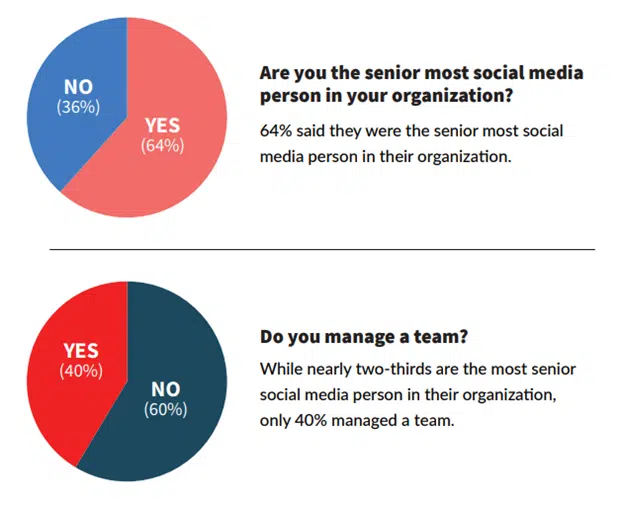 NO
(36%)
YES
(64%)
Are you the senior most social media
person in your organization?
64% said they were the senior most social
media person in their organization.
YES
(40%)
NO
(60%)
Do you manage a team?
While nearly two-thirds are the most senior
social media person in their organization,
only 40% managed a team.